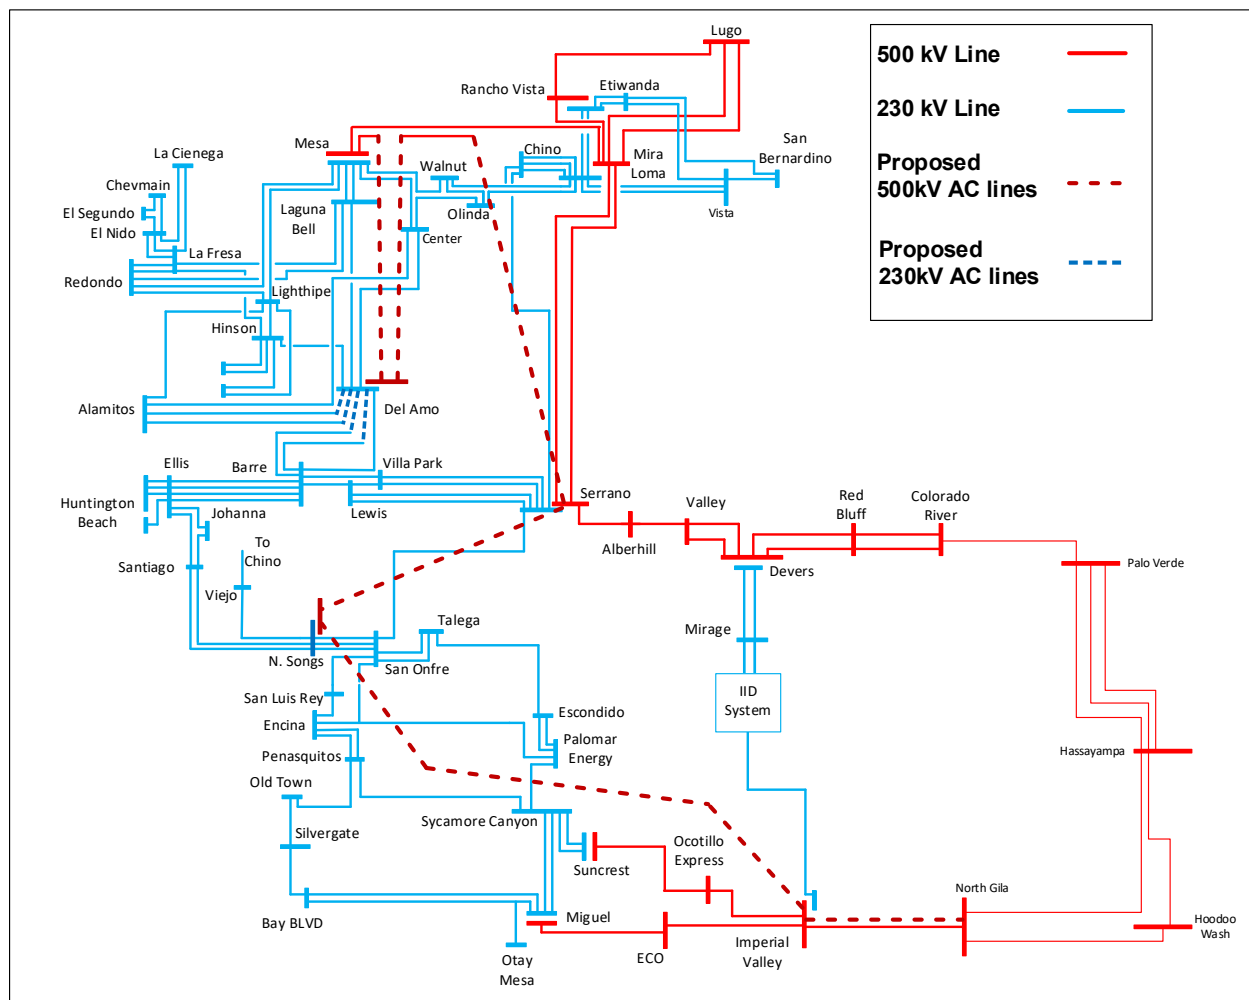 Lugo
500 kV Line
Etiwanda
Rancho Vista
230 kV Line
San
Bernardino
Mesa
La Cienega
Chino
Walnut
Mira
Loma
Proposed
500kV AC lines
Chevmain
El Segundo
El Nido
Laguna
Bell
Olinda
Vista
Center
La Fresa
Proposed
230kV AC lines
Redondo
Lighthipe
Hinson
Alamitos
Del Amo
Ellis
Barre
Villa Park
Huntington
Beach
Johanna
Lewis
Serrano
Valley
Red
Bluff
Colorado
River
To
Chino
Alberhill
Santiago
Viejo
Devers
Palo Verde
Talega
Mirage
N. Songs
San Onfre
San Luis Rey
IID
System
Encina
Escondido
Palomar
Energy
Penasquitos
Hassayampa
Old Town
Silvergate
Sycamore Canyon
Ocotillo
Express
Suncrest
North Gila
Bay BLVD
Miguel
Hoodoo
Wash
Otay
Mesa
ECO
Imperial
Valley